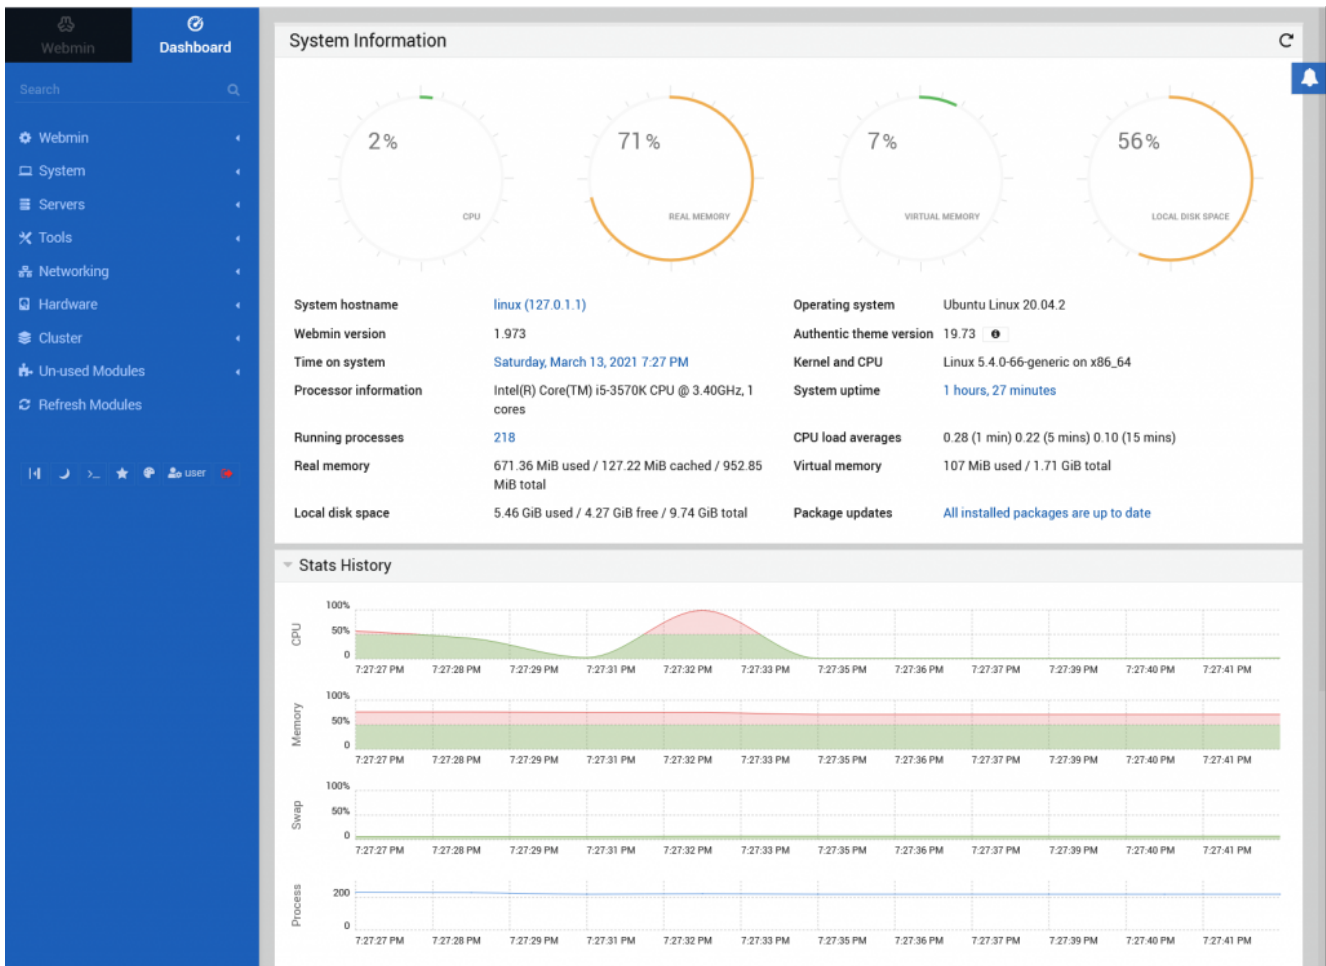 Webmin
Dashboard
Search
Webmin
System
Servers
Tools
Networking
Hardware
Cluster
Un-used Modules
Refresh Modules
>_ user
System Information
2%
CPU
71%
REAL MEMORY
7%
VIRTUAL MEMORY
56%
LOCAL DISK SPACE
System hostname linux (127.0.1.1) Operating system Ubuntu Linux 20.04.2
Webmin version 1.973 Authentic theme version 19.73
Time on system Saturday, March 13, 2021 7:27 PM Kernel and CPU Linux 5.4.0-66-generic on x86_64
Processor information Intel(R) Core(TM) i5-3570K CPU @ 3.40GHz, 1 System uptime 1 hours, 27 minutes
cores
Running processes 218 CPU load averages 0.28 (1 min) 0.22 (5 mins) 0.10 (15 mins)
Real memory 671.36 MiB used / 127.22 MiB cached / 952.85 Virtual memory 107 MiB used / 1.71 GiB total
MiB total
Local disk space 5.46 GiB used / 4.27 GiB free / 9.74 GiB total Package updates All installed packages are up to date
Stats History
CPU
100%
50%
0
7:27:27 PM 7:27:28 PM 7:27:29 PM 7:27:31 PM 7:27:32 PM 7:27:33 PM 7:27:35 PM 7:27:36 PM 7:27:37 PM 7:27:39 PM 7:27:40 PM 7:27:41 PM
Memory
100%
50%
0
7:27:27 PM 7:27:28 PM 7:27:29 PM 7:27:31 PM 7:27:32 PM 7:27:33 PM 7:27:35 PM 7:27:36 PM 7:27:37 PM 7:27:39 PM 7:27:40 PM 7:27:41 PM
Swap
100%
50%
0
7:27:27 PM 7:27:28 PM 7:27:29 PM 7:27:31 PM 7:27:32 PM 7:27:33 PM 7:27:35 PM 7:27:36 PM 7:27:37 PM 7:27:39 PM 7:27:40 PM 7:27:41 PM
Process
200
0
7:27:27 PM 7:27:28 PM 7:27:29 PM 7:27:31 PM 7:27:32 PM 7:27:33 PM 7:27:35 PM 7:27:36 PM 7:27:37 PM 7:27:39 PM 7:27:40 PM 7:27:41 PM